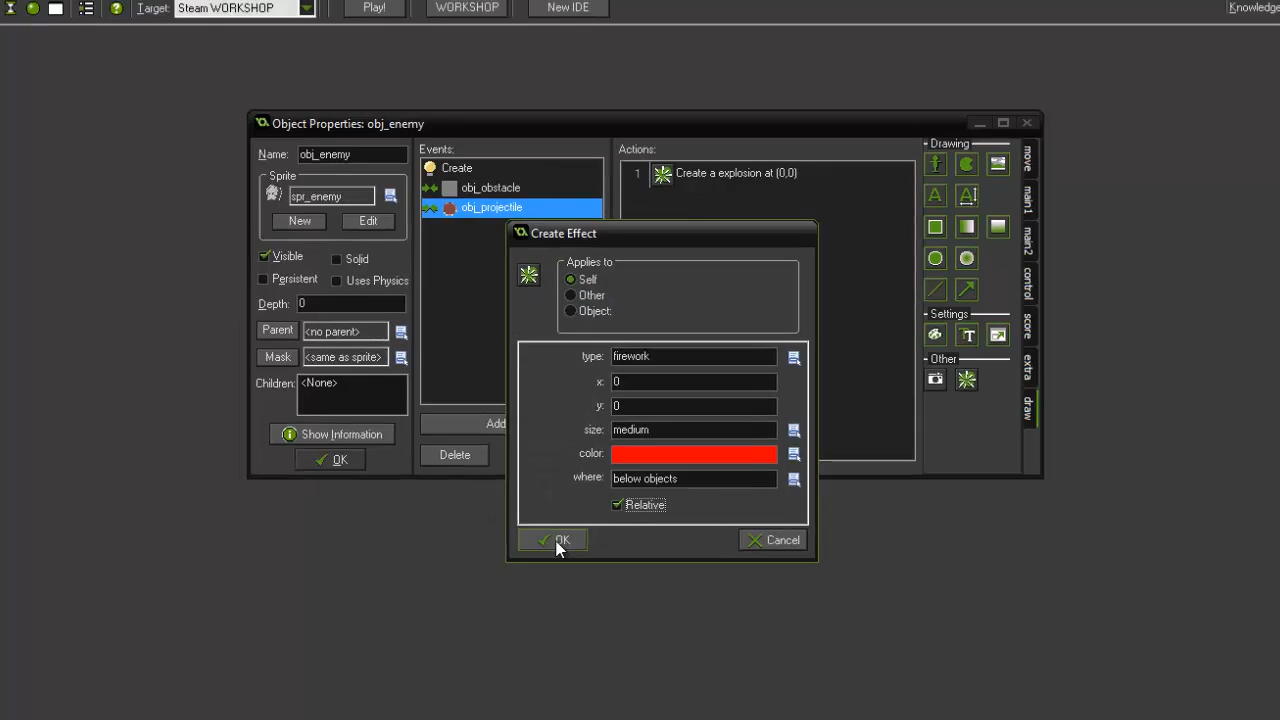 Target: Steam WORKSHOP Play! WORKSHOP New IDE Knowledge
Object Properties: obj_enemy
Name: obj_enemy
Sprite
spr_enemy
New Edit
Visible Solid
Persistent Uses Physics
Depth: 0
Parent <no parent>
Mask <same as sprite>
Children: <None>
Show Information
OK
Events:
Create
obj_obstacle
obj_projectile
Add
Delete
Actions:
1 Create a explosion at (0,0)
Drawing
Settings
Other
move
main1
main2
control
score
extra
draw
Create Effect
Applies to
Self
Other
Object:
type: firework
x: 0
y: 0
size: medium
color:
where: below objects
Relative
OK Cancel